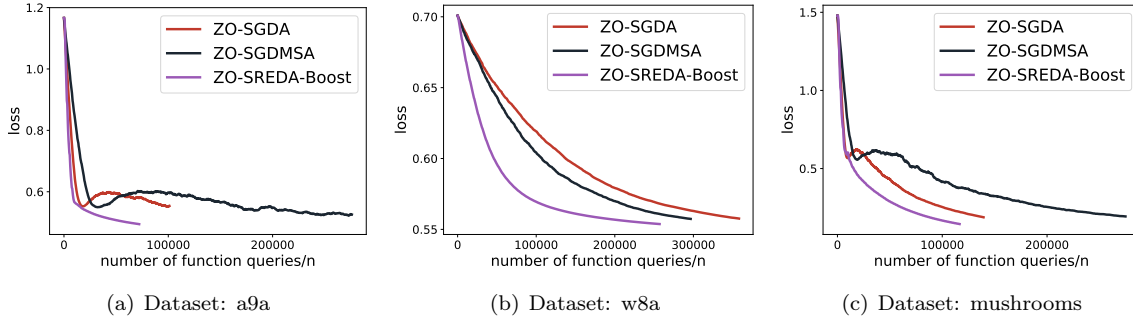 1.2
1.0
0.8
0.6
loss
ZO-SGDA
ZO-SGDMSA
ZO-SREDA-Boost
0
100000
200000
number of function queries/n
(a) Dataset: a9a
0.70
0.65
0.60
0.55
loss
ZO-SGDA
ZO-SGDMSA
ZO-SREDA-Boost
0
100000
200000
300000
number of function queries/n
(b) Dataset: w8a
1.5
1.0
0.5
loss
ZO-SGDA
ZO-SGDMSA
ZO-SREDA-Boost
0
100000
200000
number of function queries/n
(c) Dataset: mushrooms